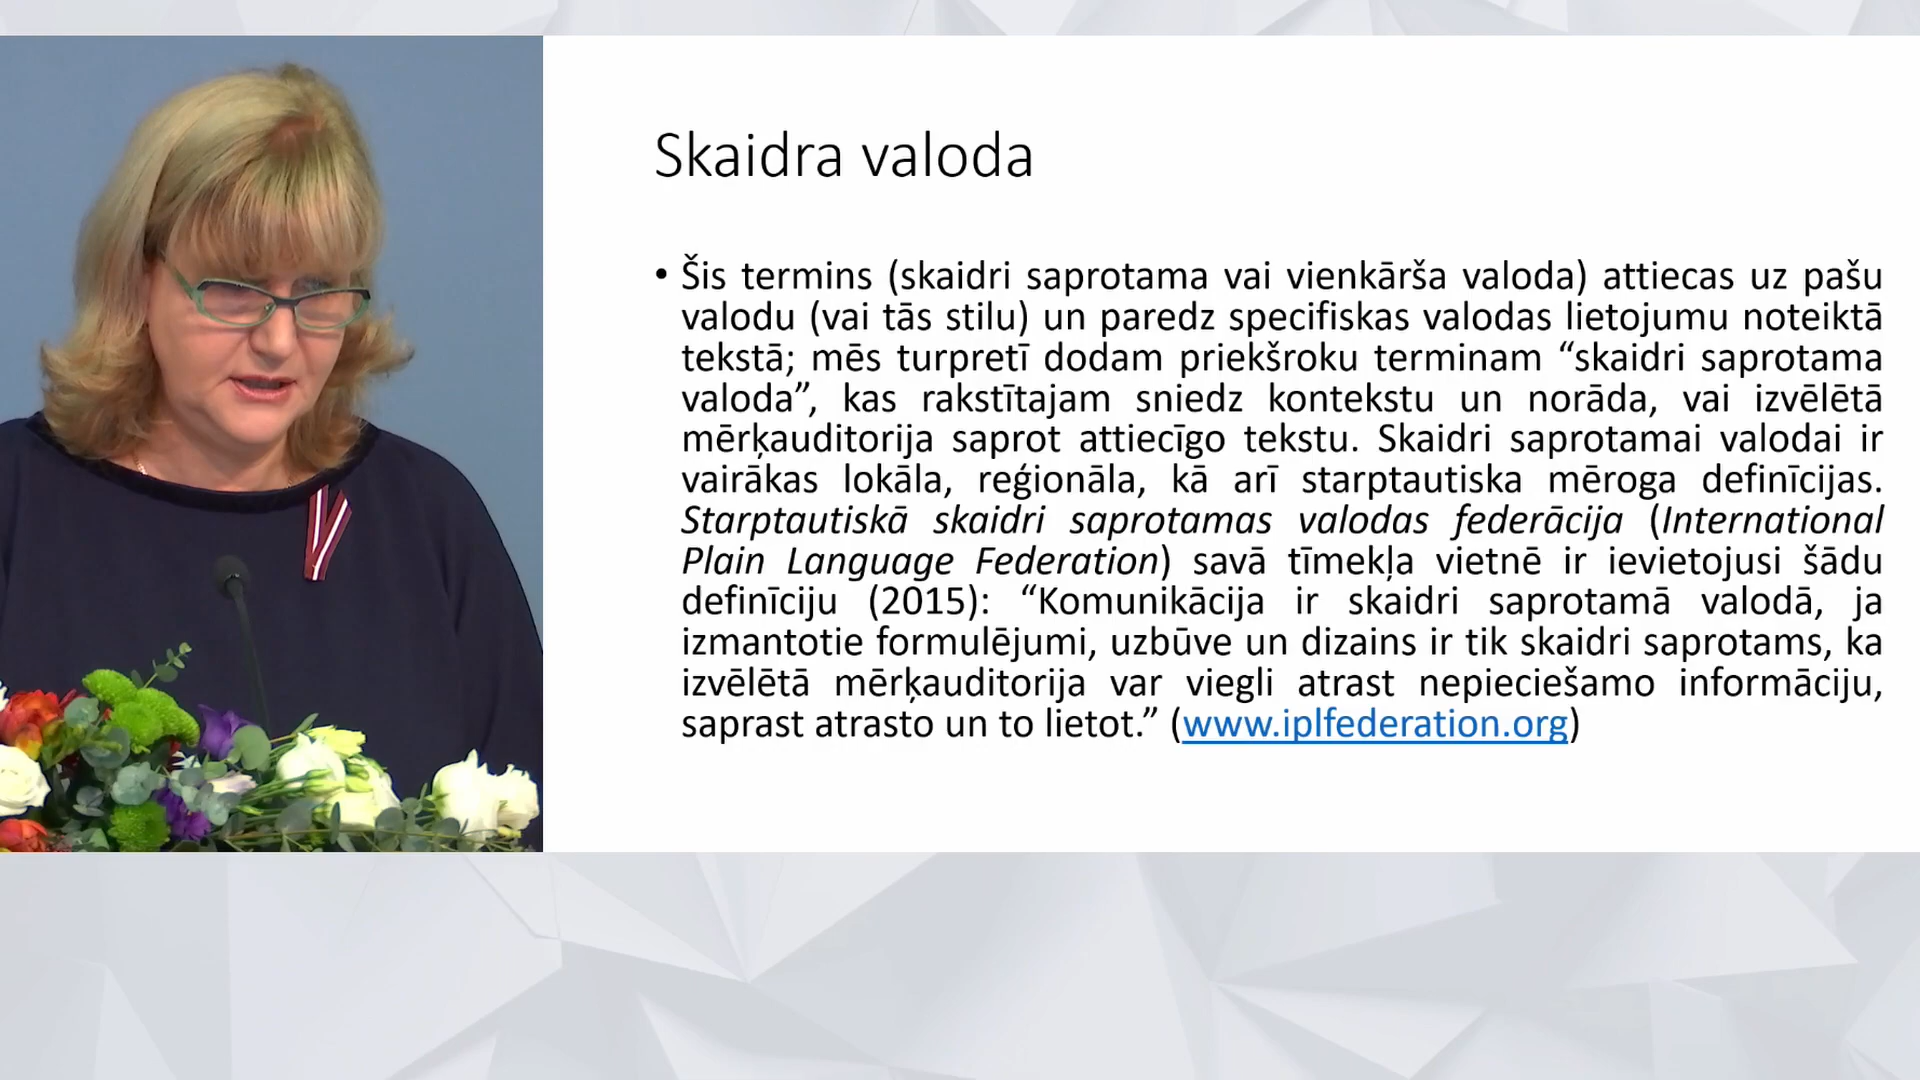 Skaidra valoda
• Šis termins (skaidri saprotama vai vienkārša valoda) attiecas uz pašu
valodu (vai tās stilu) un paredz specifiskas valodas lietojumu noteiktā
tekstā; mēs turpretī dodam priekšroku terminam “skaidri saprotama
valoda”, kas rakstītajam sniedz kontekstu un norāda, vai izvēlētā
mērķauditorija saprot attiecīgo tekstu. Skaidri saprotamai valodai ir
vairākas lokāla, reģionāla, kā arī starptautiska mēroga definīcijas.
Starptautiskā skaidri saprotamas valodas federācija (International
Plain Language Federation) savā tīmekļa vietnē ir ievietojusi šādu
definīciju (2015): “Komunikācija ir skaidri saprotamā valodā, ja
izmantotie formulējumi, uzbūve un dizains ir tik skaidri saprotams, ka
izvēlētā mērķauditorija var viegli atrast nepieciešamo informāciju,
saprast atrasto un to lietot.” (www.iplfederation.org)